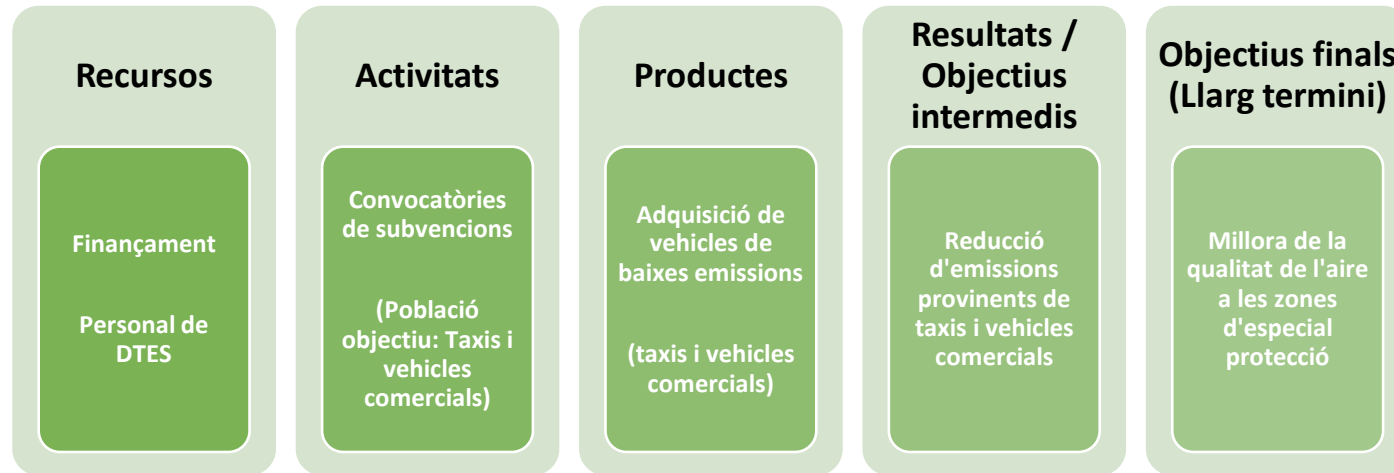 Recursos
Finançament
Personal de
DTES
Activitats
Convocatòries
de subvencions
(Població
objectiu: Taxis i
vehicles
comercials)
Productes
Adquisició de
vehicles de
baixes emissions
(taxis i vehicles
comercials)
Resultats /
Objectius
intermedis
Reducció
d'emissions
provinents de
taxis i vehicles
comercials
Objectius finals
(Llarg termini)
Millora de la
qualitat de l'aire
a les zones
d'especial
protecció